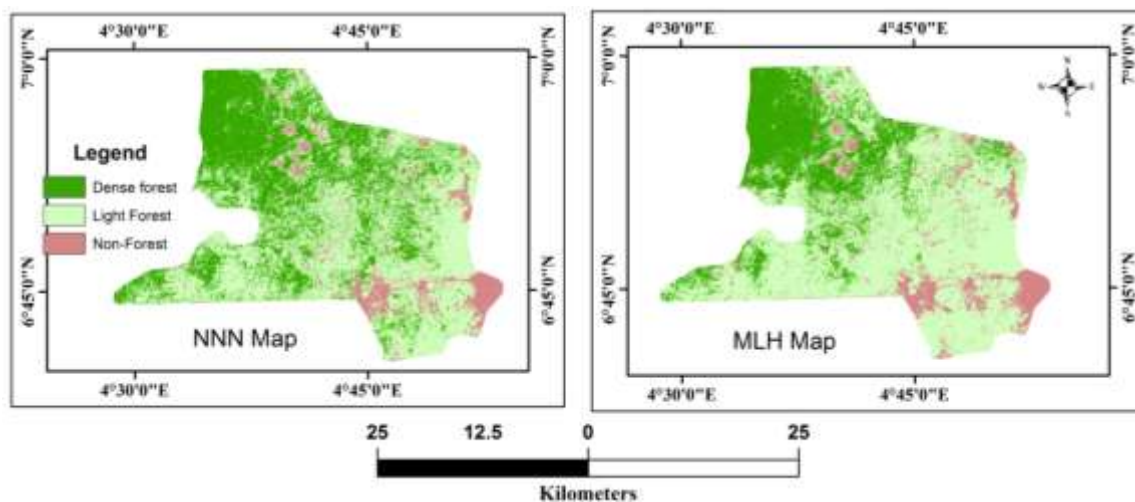 4°30'0"E 4°45'0"E
7°0'0"N
7°0'0"N
Legend
Dense forest
Light Forest
Non-Forest
6°45'0"N
6°45'0"N
NNN Map
4°30'0"E 4°45'0"E
4°30'0"E 4°45'0"E
7°0'0"N
7°0'0"N
N
W E
S
6°45'0"N
6°45'0"N
MLH Map
4°30'0"E 4°45'0"E
25 12.5 0 25
Kilometers